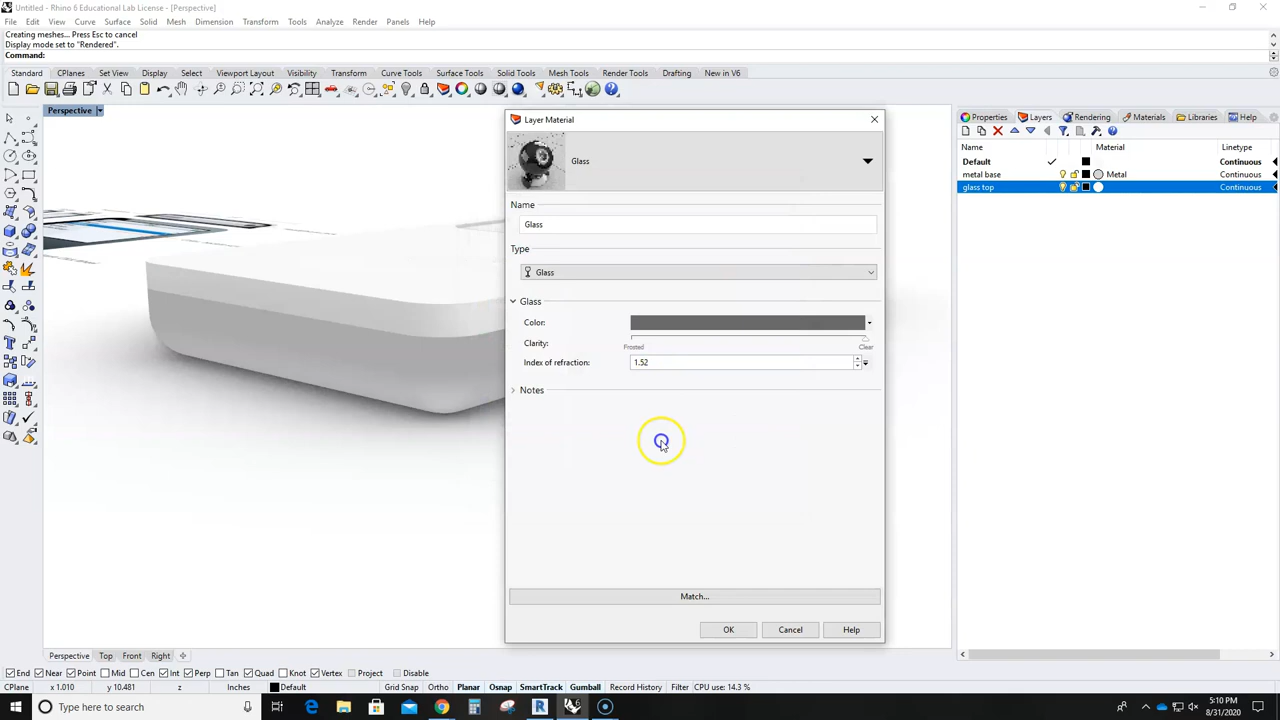 Untitled - Rhino 6 Educational Lab License - [Perspective]
File Edit View Curve Surface Solid Mesh Dimension Transform Tools Analyze Render Panels Help
Creating meshes... Press Esc to cancel
Display mode set to "Rendered".
Command:
Standard CPlanes Set View Display Select Viewport Layout Visibility Transform Curve Tools Surface Tools Solid Tools Mesh Tools Render Tools Drafting New in V6
Perspective
Properties Layers Rendering Materials Libraries Help
Name Material Linetype
Default Continuous
metal base Metal Continuous
glass top Continuous
Layer Material
Glass
Name
Glass
Type
Glass
Glass
Color:
Clarity:
Frosted Clear
Index of refraction: 1.52
Notes
Match...
OK Cancel Help
Perspective Top Front Right
End Near Point Mid Cen Int Perp Tan Quad Knot Vertex Project Disable
CPlane x 1.010 y 10.481 z Inches Default Grid Snap Ortho Planar Osnap SmartTrack Gumball Record History Filter CPU use: 14.3 %
Type here to search
5:10 PM
8/31/2020